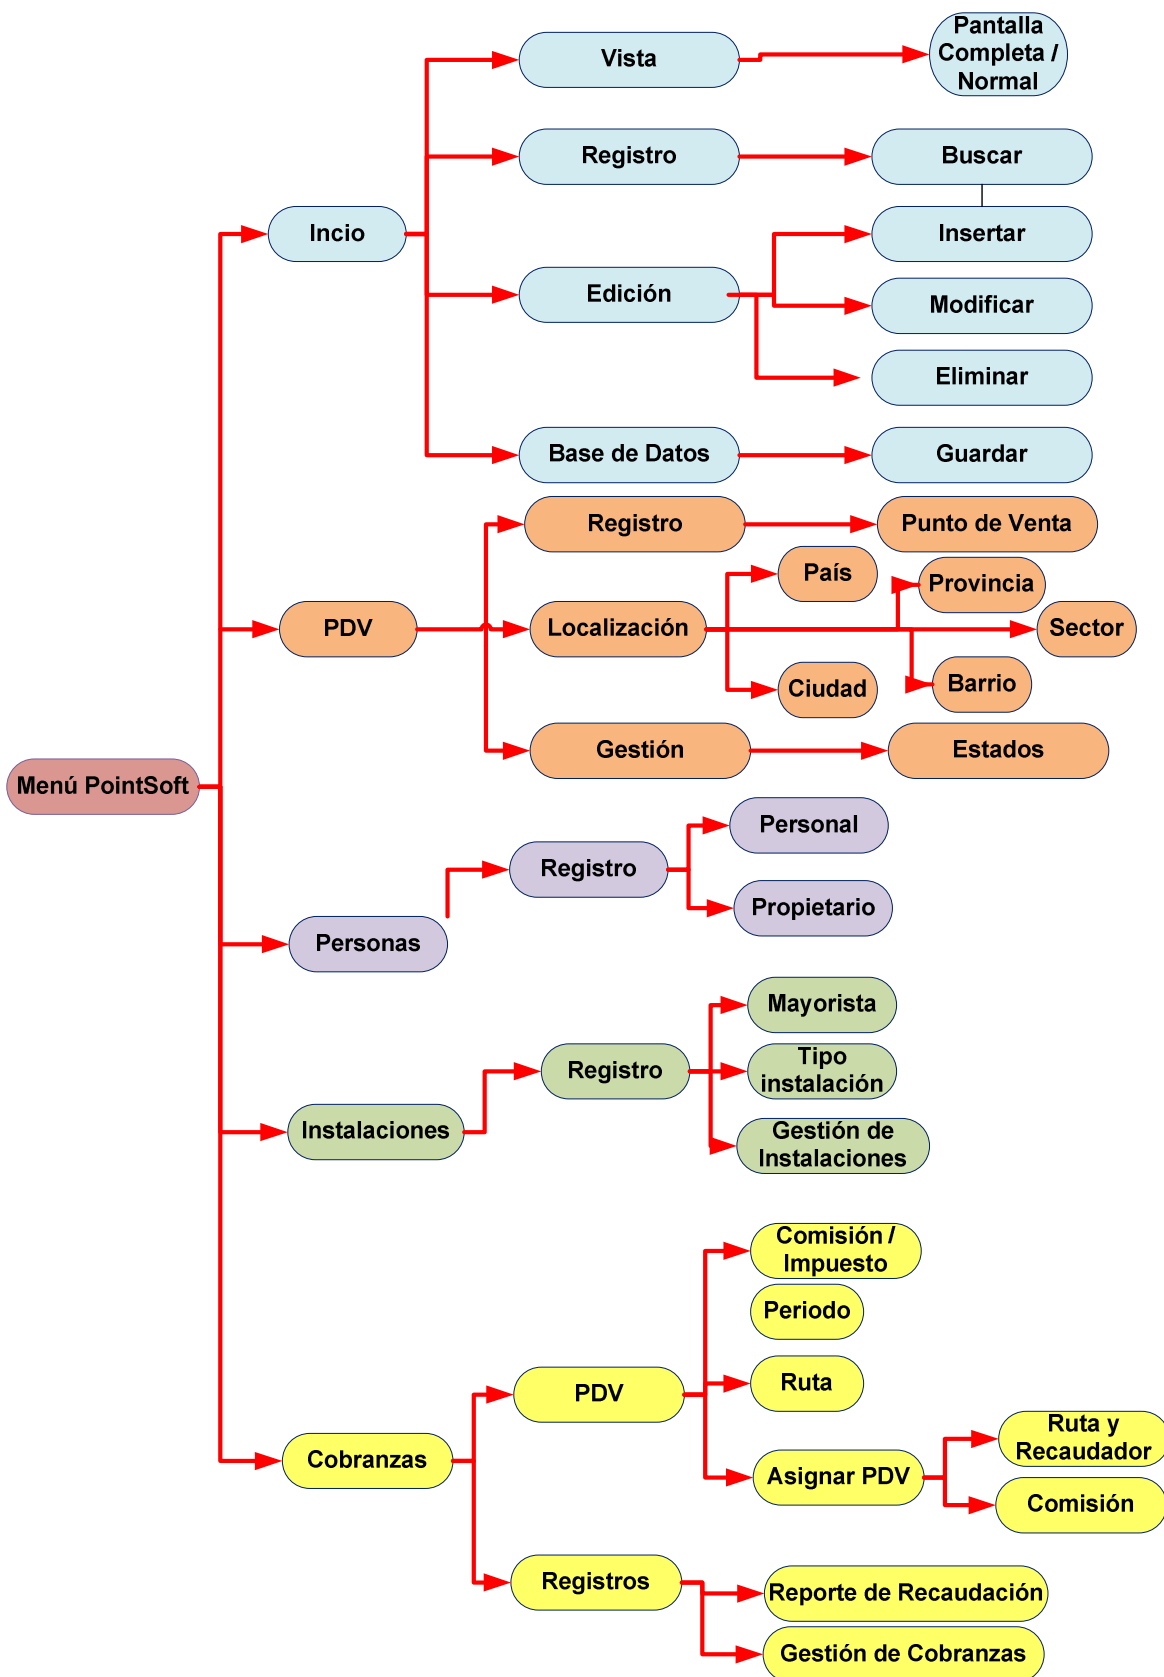 Menú PointSoft
Incio
Vista
Pantalla
Completa /
Normal
Registro
Buscar
Edición
Insertar
Modificar
Eliminar
Base de Datos
Guardar
PDV
Registro
Punto de Venta
Localización
País
Provincia
Sector
Ciudad
Barrio
Gestión
Estados
Personas
Registro
Personal
Propietario
Instalaciones
Registro
Mayorista
Tipo
instalación
Gestión de
Instalaciones
Cobranzas
PDV
Comisión /
Impuesto
Periodo
Ruta
Asignar PDV
Ruta y
Recaudador
Comisión
Registros
Reporte de Recaudación
Gestión de Cobranzas